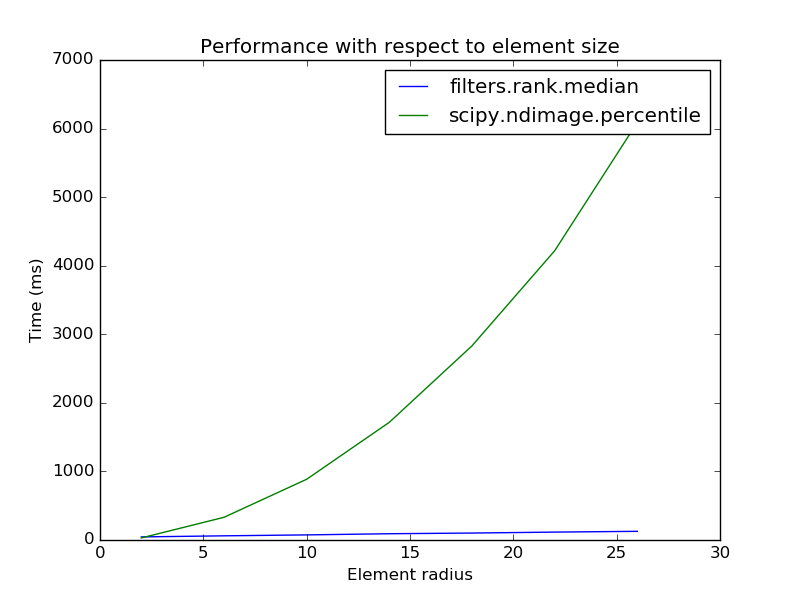 Performance with respect to element size
filters.rank.median
scipy.ndimage.percentile
7000
6000
5000
4000
3000
2000
1000
0
Time (ms)
0 5 10 15 20 25 30
Element radius